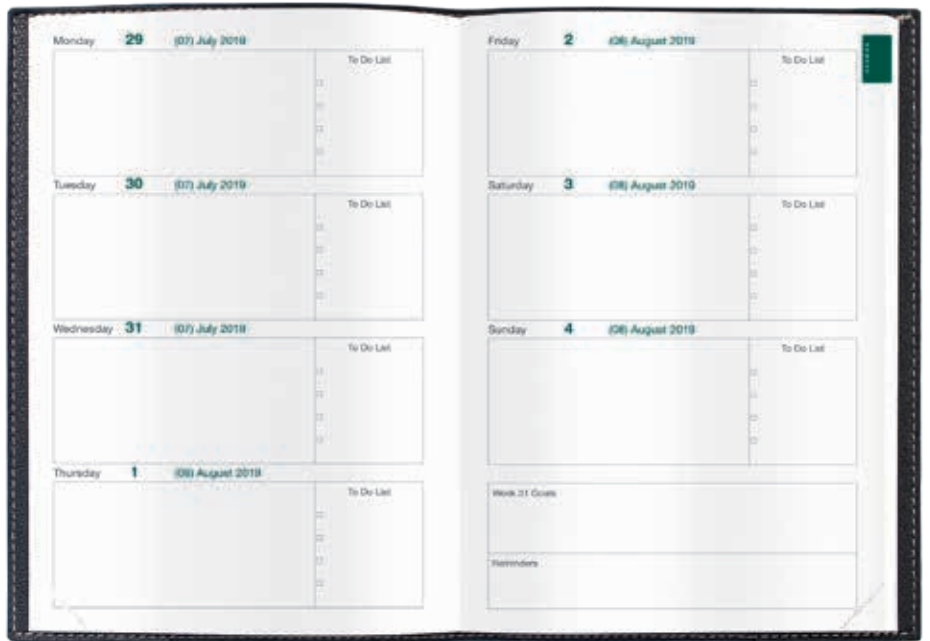 Monday 29 (07) July 2019
To Do List
Tuesday 30 (07) July 2019
To Do List
Wednesday 31 (07) July 2019
To Do List
Thursday 1 (08) August 2019
To Do List
Friday 2 (08) August 2019
To Do List
Saturday 3 (08) August 2019
To Do List
Sunday 4 (08) August 2019
To Do List
Week 31 Goals
Reminders